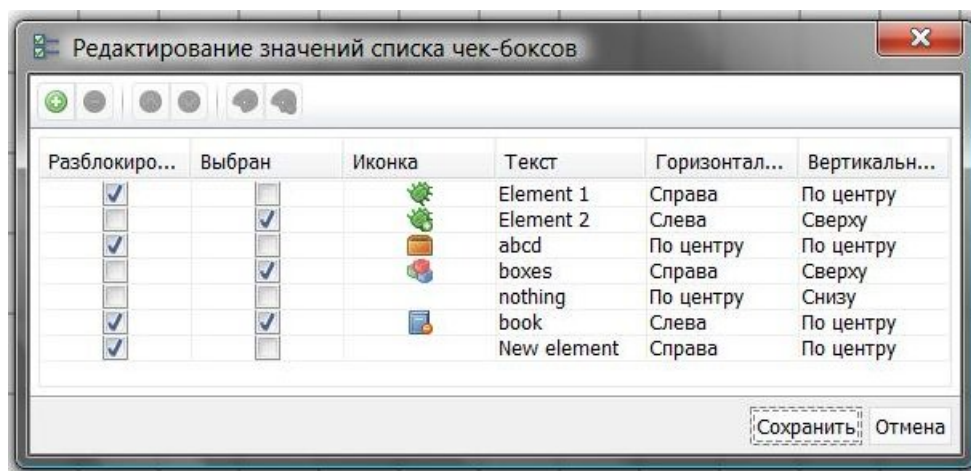 Редактирование значений списка чек-боксов
Разблокиро... Выбран Иконка Текст Горизонтал... Вертикальн...
Element 1 Справа По центру
Element 2 Слева Сверху
abcd По центру По центру
boxes Справа Сверху
nothing По центру Снизу
book Слева По центру
New element Справа По центру
Сохранить Отмена